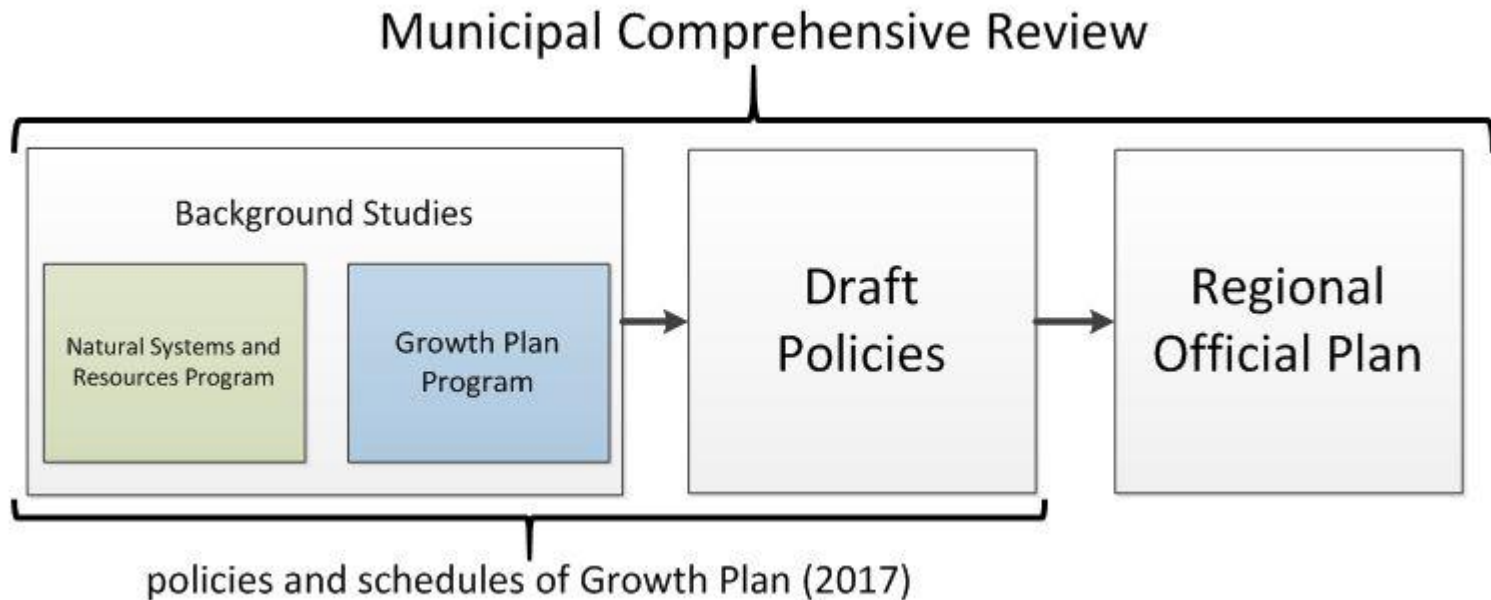 Municipal Comprehensive Review
Background Studies
Natural Systems and
Resources Program
Growth Plan
Program
Draft
Policies
Regional
Official Plan
policies and schedules of Growth Plan (2017)